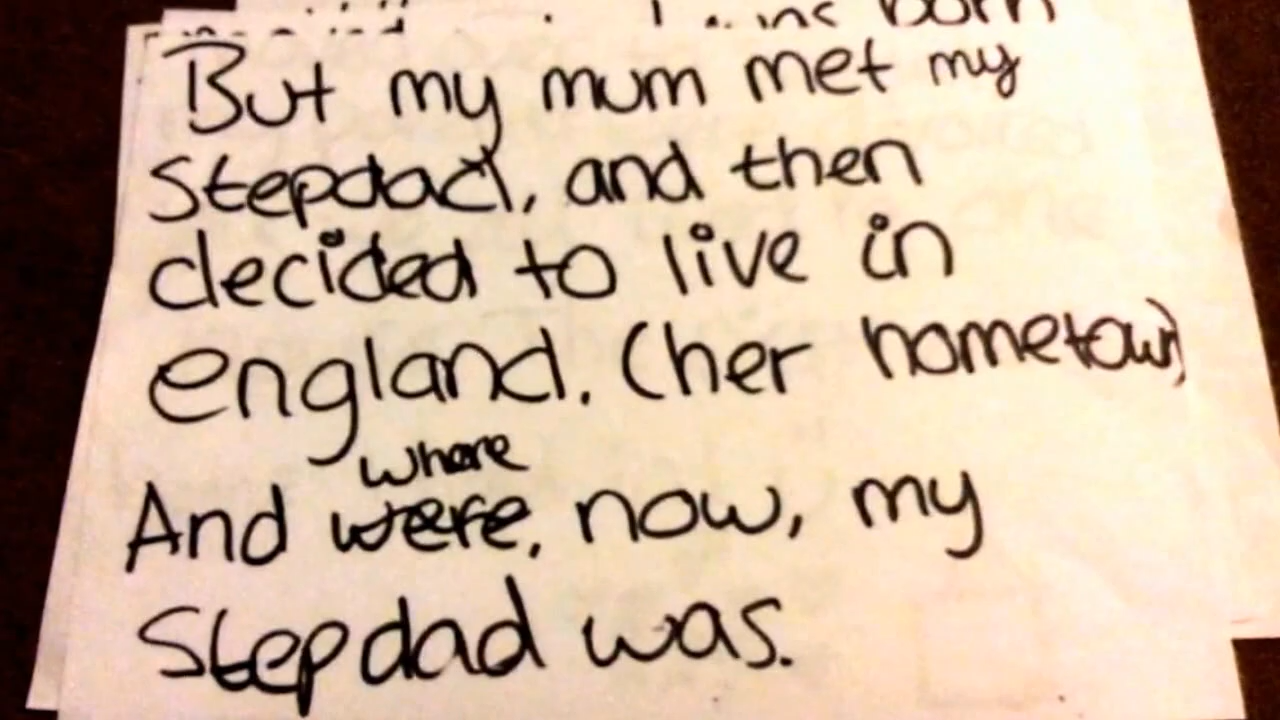 born
But my mum met my
stepdad, and then
decided to live in
england. (her hometown)
where
And were, now, my
Stepdad was.